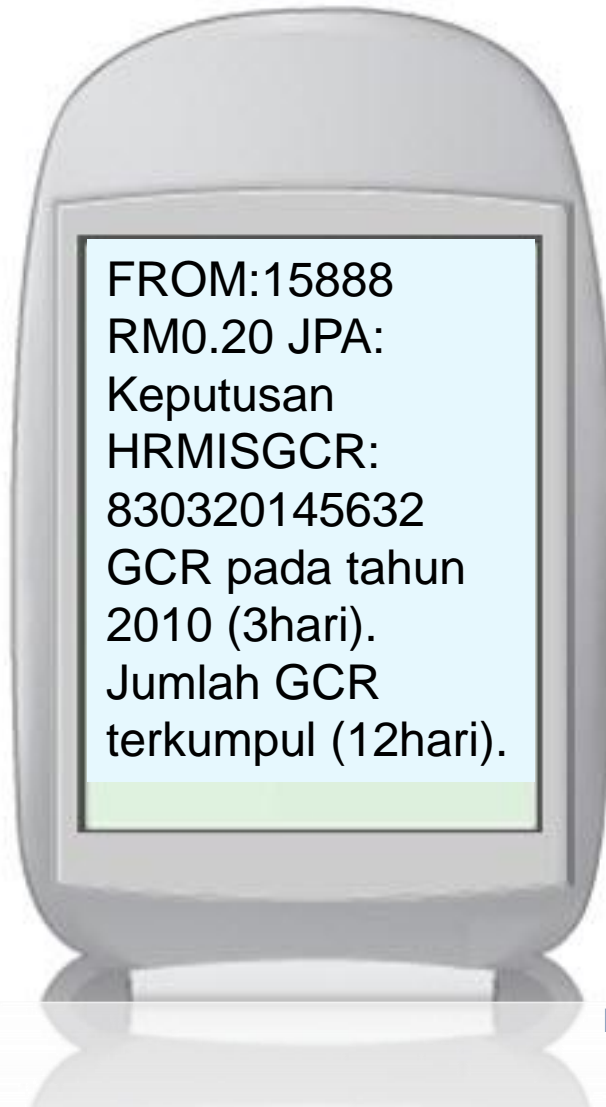 FROM:15888
RM0.20 JPA:
Keputusan
HRMISGCR:
830320145632
GCR pada tahun
2010 (3hari).
Jumlah GCR
terkumpul (12hari).